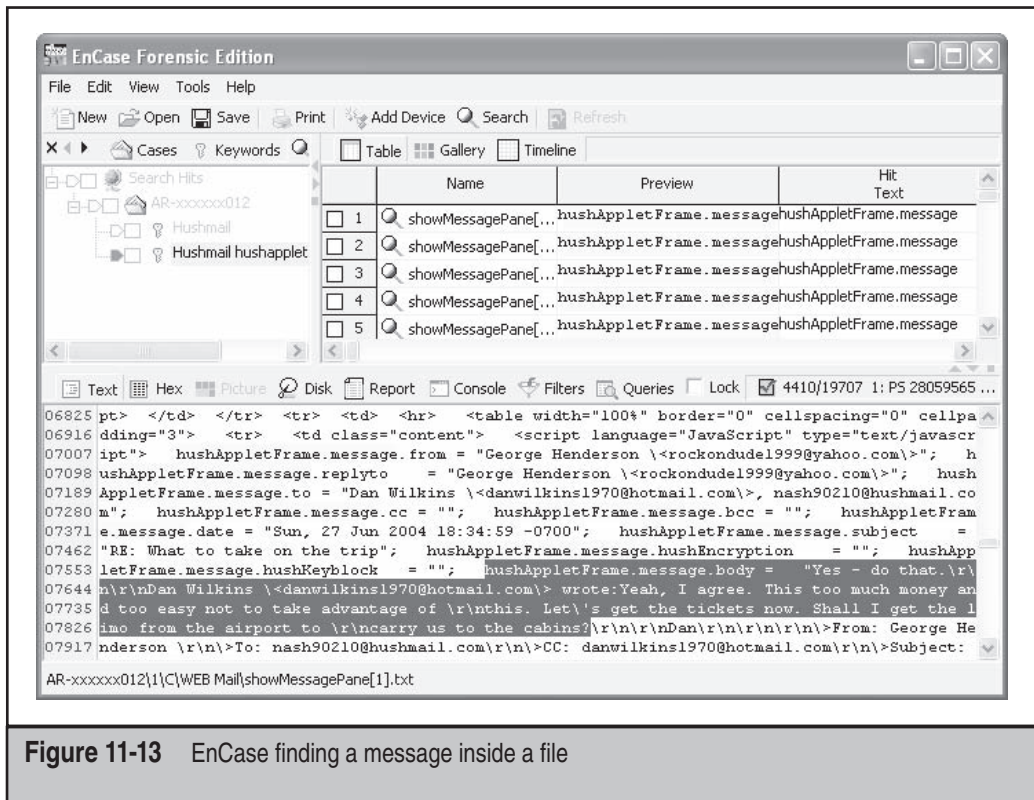 EnCase Forensic Edition
File Edit View Tools Help
New Open Save Print Add Device Search Refresh
Cases Keywords Table Gallery Timeline
Search Hits
AR-xxxxxx012
Hushmail
Hushmail hushapplet
Name Preview Hit Text
1 showMessagePane[... hushAppletFrame.message hushAppletFrame.message
2 showMessagePane[... hushAppletFrame.message hushAppletFrame.message
3 showMessagePane[... hushAppletFrame.message hushAppletFrame.message
4 showMessagePane[... hushAppletFrame.message hushAppletFrame.message
5 showMessagePane[... hushAppletFrame.message hushAppletFrame.message
Text Hex Picture Disk Report Console Filters Queries Lock 4410/19707 1: PS 28059565 ...
06825 pt> </td> </tr> <tr> <td> <hr> <table width="100%" border="0" cellspacing="0" cellpa
06916 dding="3"> <tr> <td class="content"> <script language="JavaScript" type="text/javascr
07007 ipt"> hushAppletFrame.message.from = "George Henderson \<rockondude1999@yahoo.com\>"; h
07098 ushAppletFrame.message.replyto = "George Henderson \<rockondude1999@yahoo.com\>"; hush
07189 AppletFrame.message.to = "Dan Wilkins \<danwilkins1970@hotmail.com\>, nash90210@hushmail.co
07280 m"; hushAppletFrame.message.cc = ""; hushAppletFrame.message.bcc = ""; hushAppletFram
07371 e.message.date = "Sun, 27 Jun 2004 18:34:59 -0700"; hushAppletFrame.message.subject =
07462 "RE: What to take on the trip"; hushAppletFrame.message.hushEncryption = ""; hushApp
07553 letFrame.message.hushKeyblock = ""; hushAppletFrame.message.body = "Yes - do that.\r\
07644 n\r\nDan Wilkins \<danwilkins1970@hotmail.com\> wrote:Yeah, I agree. This too much money an
07735 d too easy not to take advantage of \r\nthis. Let\'s get the tickets now. Shall I get the l
07826 imo from the airport to \r\ncarry us to the cabins?\r\n\r\nDan\r\n\r\n\r\n\>From: George He
07917 nderson \r\n\>To: nash90210@hushmail.com\r\n\>CC: danwilkins1970@hotmail.com\r\n\>Subject:
AR-xxxxxx012\1\C\WEB Mail\showMessagePane[1].txt
Figure 11-13 EnCase finding a message inside a file